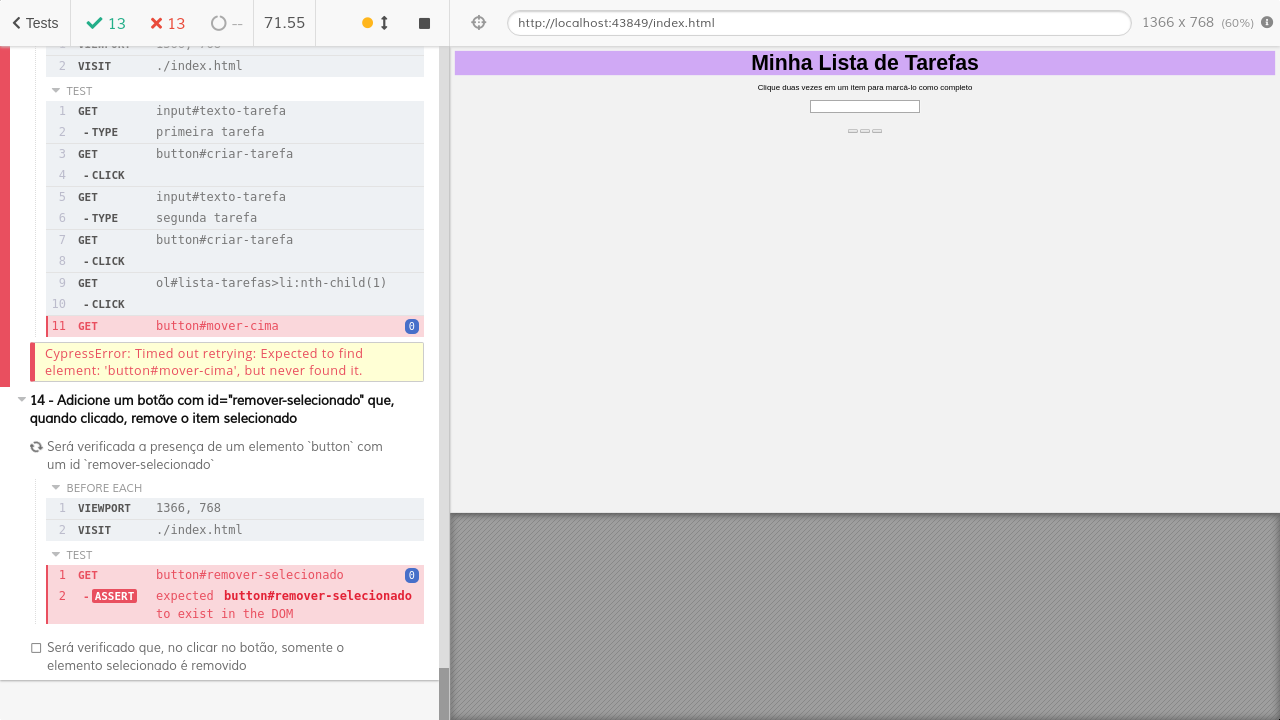 Tests
13
13
--
71.55
http://localhost:43849/index.html
1366 x 768 (60%)
1 VIEWPORT 1366, 768
2 VISIT ./index.html
TEST
1 GET input#texto-tarefa
2 - TYPE primeira tarefa
3 GET button#criar-tarefa
4 - CLICK
5 GET input#texto-tarefa
6 - TYPE segunda tarefa
7 GET button#criar-tarefa
8 - CLICK
9 GET ol#lista-tarefas>li:nth-child(1)
10 - CLICK
11 GET button#mover-cima 0
CypressError: Timed out retrying: Expected to find
element: 'button#mover-cima', but never found it.
14 - Adicione um botão com id="remover-selecionado" que,
quando clicado, remove o item selecionado
Será verificada a presença de um elemento `button` com
um id `remover-selecionado`
BEFORE EACH
1 VIEWPORT 1366, 768
2 VISIT ./index.html
TEST
1 GET button#remover-selecionado 0
2 - ASSERT expected button#remover-selecionado
to exist in the DOM
Será verificado que, no clicar no botão, somente o
elemento selecionado é removido
Minha Lista de Tarefas
Clique duas vezes em um item para marcá-lo como completo